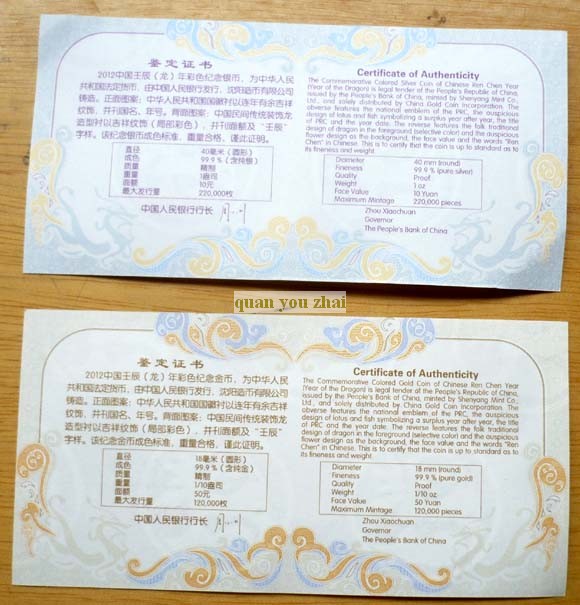 鉴定证书
2012中国壬辰（龙）年彩色纪念银币，为中华人民
共和国法定货币，由中国人民银行发行，沈阳造币有限公司
铸造。正面图案：中华人民共和国国徽衬以连年有余吉祥
纹饰，并刊国名、年号。背面图案：中国民间传统装饰龙
造型衬以吉祥纹饰（局部彩色），并刊面额及“壬辰”
字样。该纪念银币成色标准，重量合格，谨此证明。
直径 40毫米（圆形）
成色 99.9％（含纯银）
质量 精制
重量 1盎司
面额 10元
最大发行量 220,000枚
中国人民银行行长
Certificate of Authenticity
The Commemorative Colored Silver Coin of Chinese Ren Chen Year
(Year of the Dragon) is legal tender of the People's Republic of China,
issued by the People's Bank of China, minted by Shenyang Mint Co.,
Ltd., and solely distributed by China Gold Coin Incorporation. The
obverse features the national emblem of the PRC, the auspicious
design of lotus and fish symbolizing a surplus year after year, the title
of PRC and the year date. The reverse features the folk traditional
design of dragon in the foreground (selective color) and the auspicious
flower design as the background, the face value and the words "Ren
Chen" in Chinese. This is to certify that the coin is up to standard as to
its fineness and weight.
Diameter 40 mm (round)
Fineness 99.9 % (pure silver)
Quality Proof
Weight 1 oz
Face Value 10 Yuan
Maximum Mintage 220,000 pieces
Zhou Xiaochuan
Governor
The People's Bank of China
quan you zhai
鉴定证书
2012中国壬辰（龙）年彩色纪念金币，为中华人民
共和国法定货币，由中国人民银行发行，沈阳造币有限公司
铸造。正面图案：中华人民共和国国徽衬以连年有余吉祥
纹饰，并刊国名、年号。背面图案：中国民间传统装饰龙
造型衬以吉祥纹饰（局部彩色），并刊面额及“壬辰”
字样。该纪念金币成色标准，重量合格，谨此证明。
直径 18毫米（圆形）
成色 99.9％（含纯金）
质量 精制
重量 1/10盎司
面额 50元
最大发行量 120,000枚
中国人民银行行长
Certificate of Authenticity
The Commemorative Colored Gold Coin of Chinese Ren Chen Year
(Year of the Dragon) is legal tender of the People's Republic of China,
issued by the People's Bank of China, minted by Shenyang Mint Co.,
Ltd., and solely distributed by China Gold Coin Incorporation. The
obverse features the national emblem of the PRC, the auspicious
design of lotus and fish symbolizing a surplus year after year, the title
of PRC and the year date. The reverse features the folk traditional
design of dragon in the foreground (selective color) and the auspicious
flower design as the background, the face value and the words "Ren
Chen" in Chinese. This is to certify that the coin is up to standard as to
its fineness and weight.
Diameter 18 mm (round)
Fineness 99.9 % (pure gold)
Quality Proof
Weight 1/10 oz
Face Value 50 Yuan
Maximum Mintage 120,000 pieces
Zhou Xiaochuan
Governor
The People's Bank of China